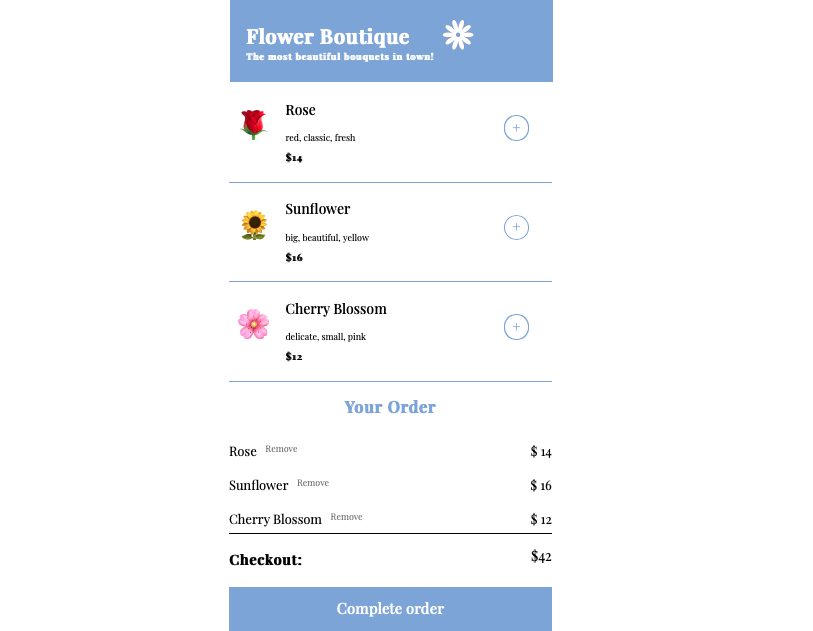 Flower Boutique
The most beautiful bouquets in town!
Rose
red, classic, fresh
$14
+
Sunflower
big, beautiful, yellow
$16
+
Cherry Blossom
delicate, small, pink
$12
+
Your Order
Rose Remove $ 14
Sunflower Remove $ 16
Cherry Blossom Remove $ 12
Checkout: $42
Complete order